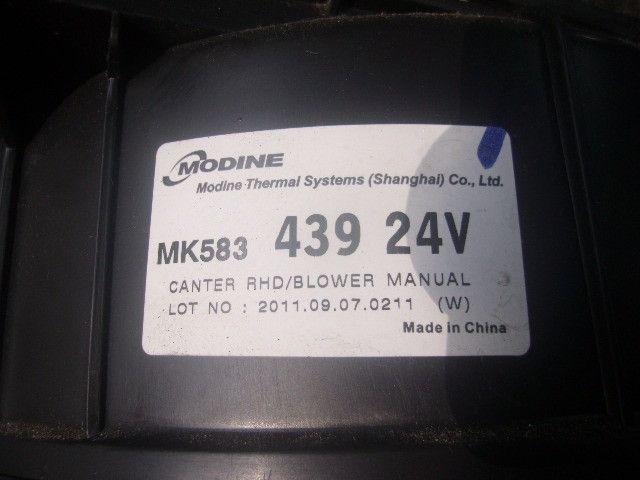 MODINE
Modine Thermal Systems (Shanghai) Co., Ltd.
MK583 439 24V
CANTER RHD/BLOWER MANUAL
LOT NO : 2011.09.07.0211 (W)
Made in China